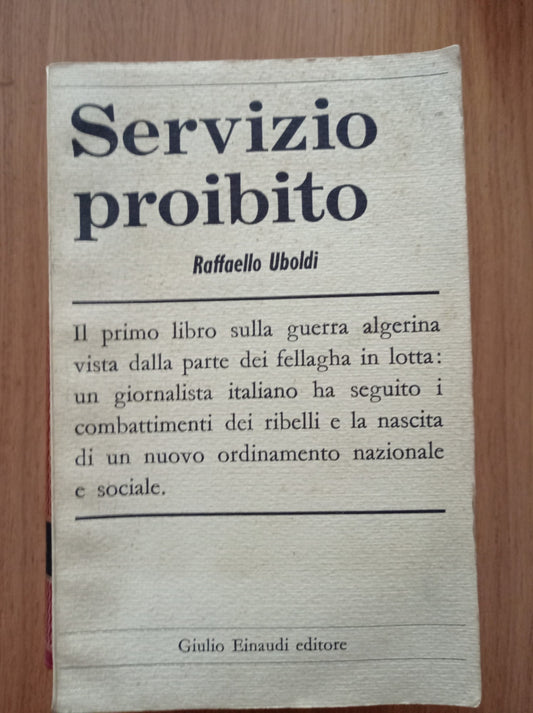 Servizio
proibito
Raffaello Uboldi
Il primo libro sulla guerra algerina
vista dalla parte dei fellagha in lotta:
un giornalista italiano ha seguito i
combattimenti dei ribelli e la nascita
di un nuovo ordinamento nazionale
e sociale.
Giulio Einaudi editore